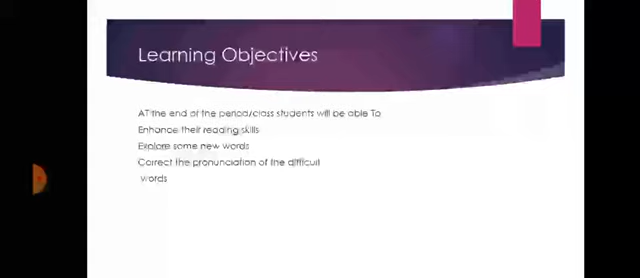 Learning Objectives
AT the end of the period/class students will be able To
Enhance their reading skills
Explore some new words
Correct the pronunciation of the difficult
words